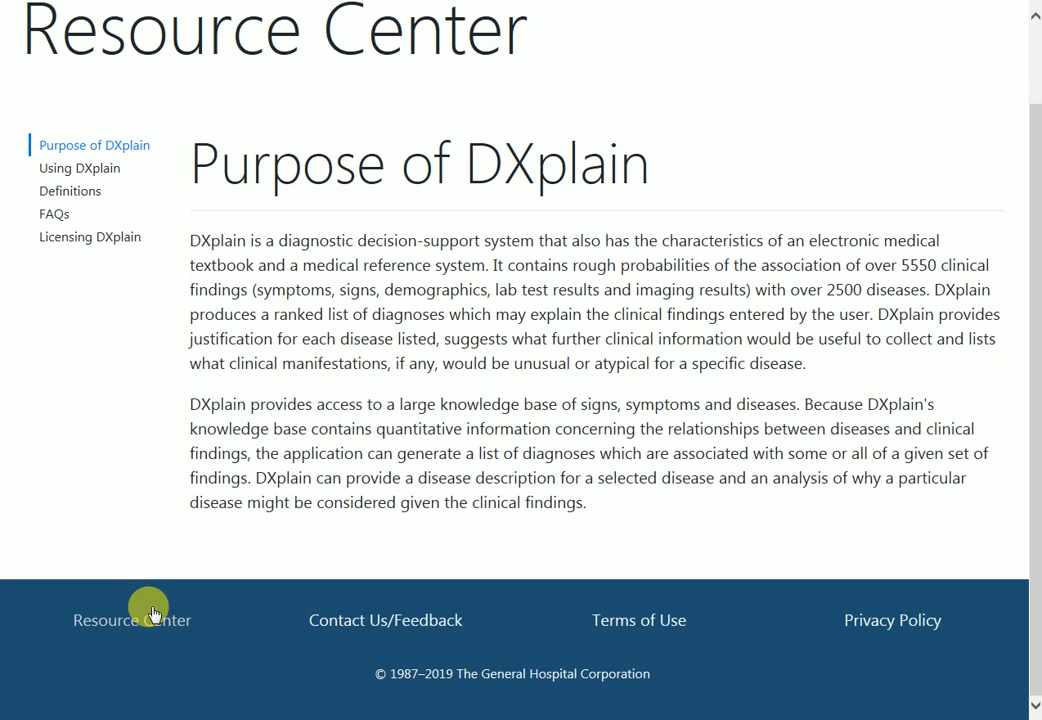 Resource Center
Purpose of DXplain
Using DXplain
Definitions
FAQs
Licensing DXplain
Purpose of DXplain
DXplain is a diagnostic decision-support system that also has the characteristics of an electronic medical
textbook and a medical reference system. It contains rough probabilities of the association of over 5550 clinical
findings (symptoms, signs, demographics, lab test results and imaging results) with over 2500 diseases. DXplain
produces a ranked list of diagnoses which may explain the clinical findings entered by the user. DXplain provides
justification for each disease listed, suggests what further clinical information would be useful to collect and lists
what clinical manifestations, if any, would be unusual or atypical for a specific disease.
DXplain provides access to a large knowledge base of signs, symptoms and diseases. Because DXplain's
knowledge base contains quantitative information concerning the relationships between diseases and clinical
findings, the application can generate a list of diagnoses which are associated with some or all of a given set of
findings. DXplain can provide a disease description for a selected disease and an analysis of why a particular
disease might be considered given the clinical findings.
Resource Center
Contact Us/Feedback
Terms of Use
Privacy Policy
© 1987–2019 The General Hospital Corporation